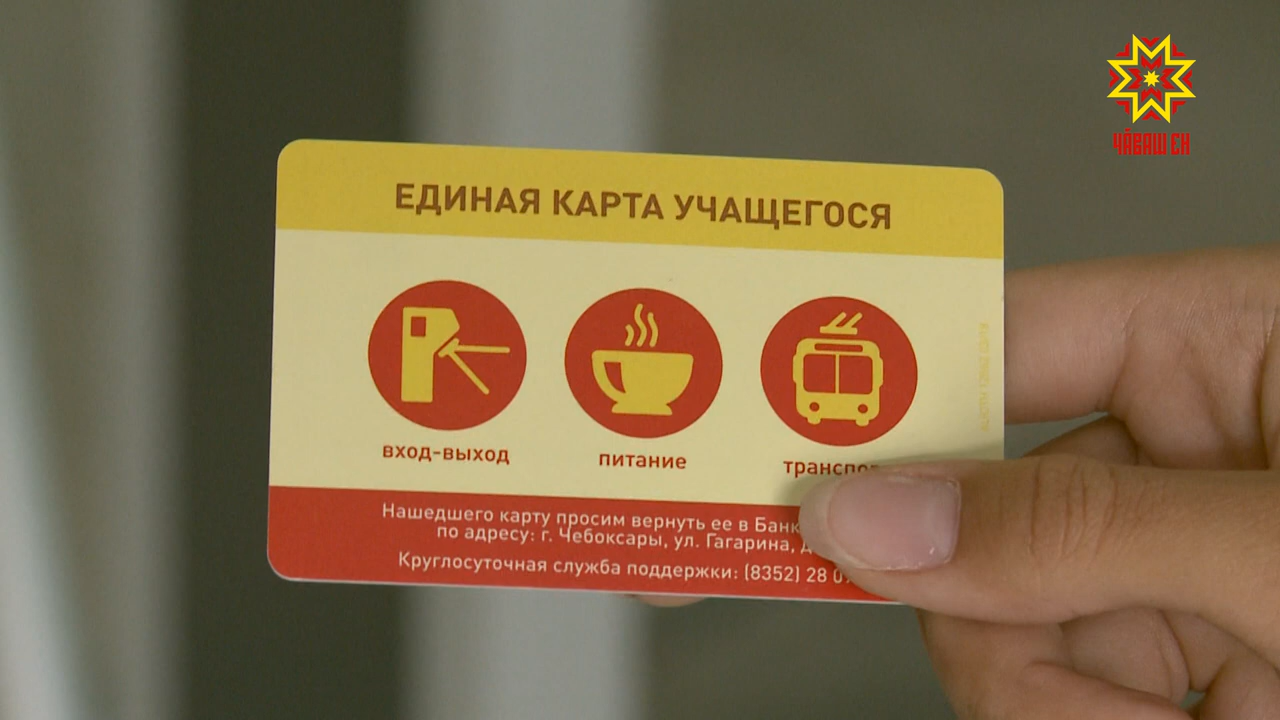 ЧӐВАШ ЕН
ЕДИНАЯ КАРТА УЧАЩЕГОСЯ
вход-выход
питание
Нашедшего карту просим вернуть ее в
по адресу: г. Чебоксары, ул. Гагарина,
Круглосуточная служба поддержки: (8352) 28